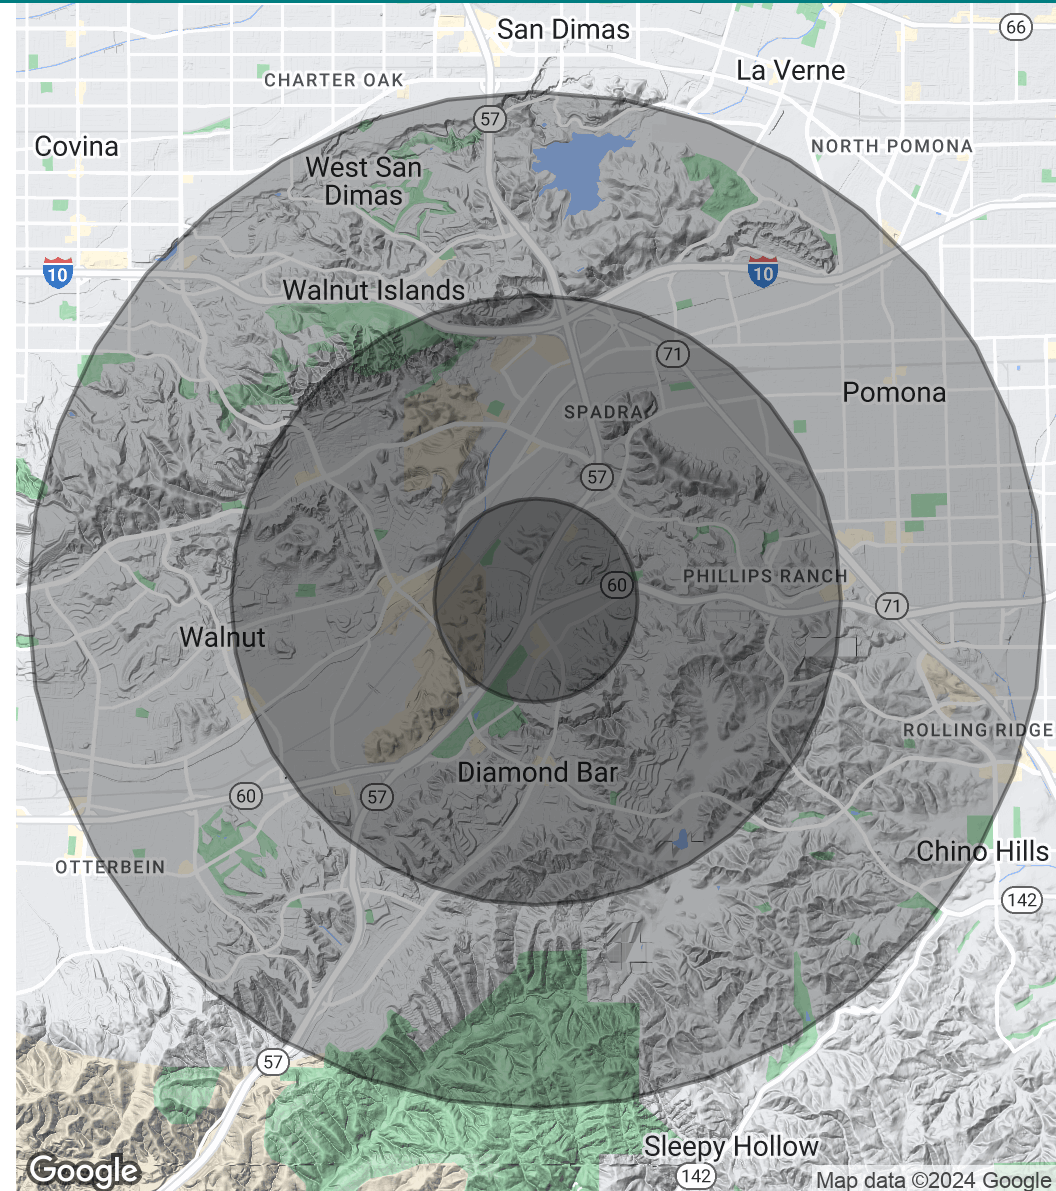 San Dimas
66
La Verne
CHARTER OAK
57
Covina
NORTH POMONA
West San
Dimas
10
10
Walnut Islands
71
Pomona
SPADRA
57
60
PHILLIPS RANCH
71
Walnut
ROLLING RIDGE
Diamond Bar
60
57
Chino Hills
OTTERBEIN
142
57
Sleepy Hollow
Google
142
Map data ©2024 Google